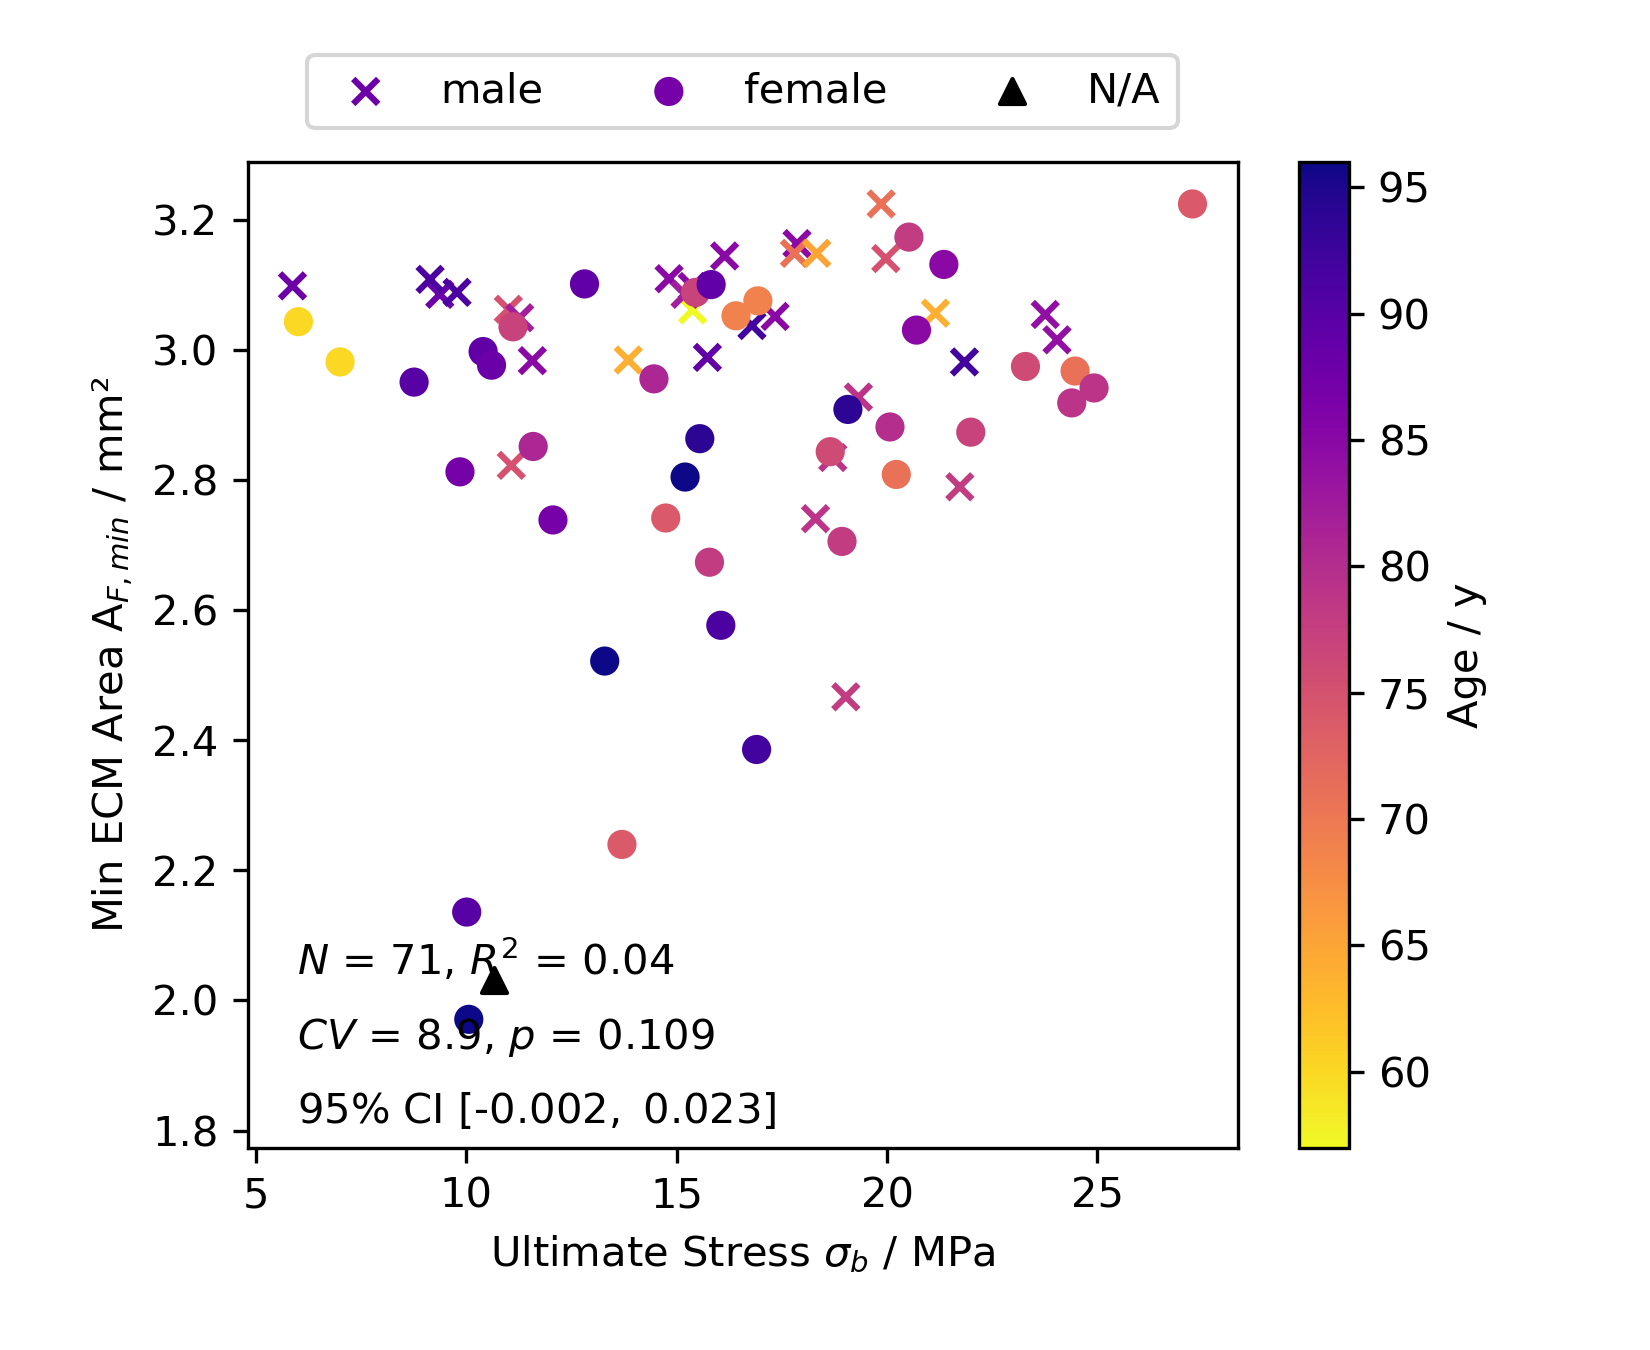 male female N/A
3.2
3.0
2.8
2.6
2.4
2.2
2.0
1.8
Min ECM Area A_{F, min} / mm²
N = 71, R² = 0.04
CV = 8.9, p = 0.109
95% CI [-0.002, 0.023]
5 10 15 20 25
Ultimate Stress σ_b / MPa
95
90
85
80
75
70
65
60
Age / y